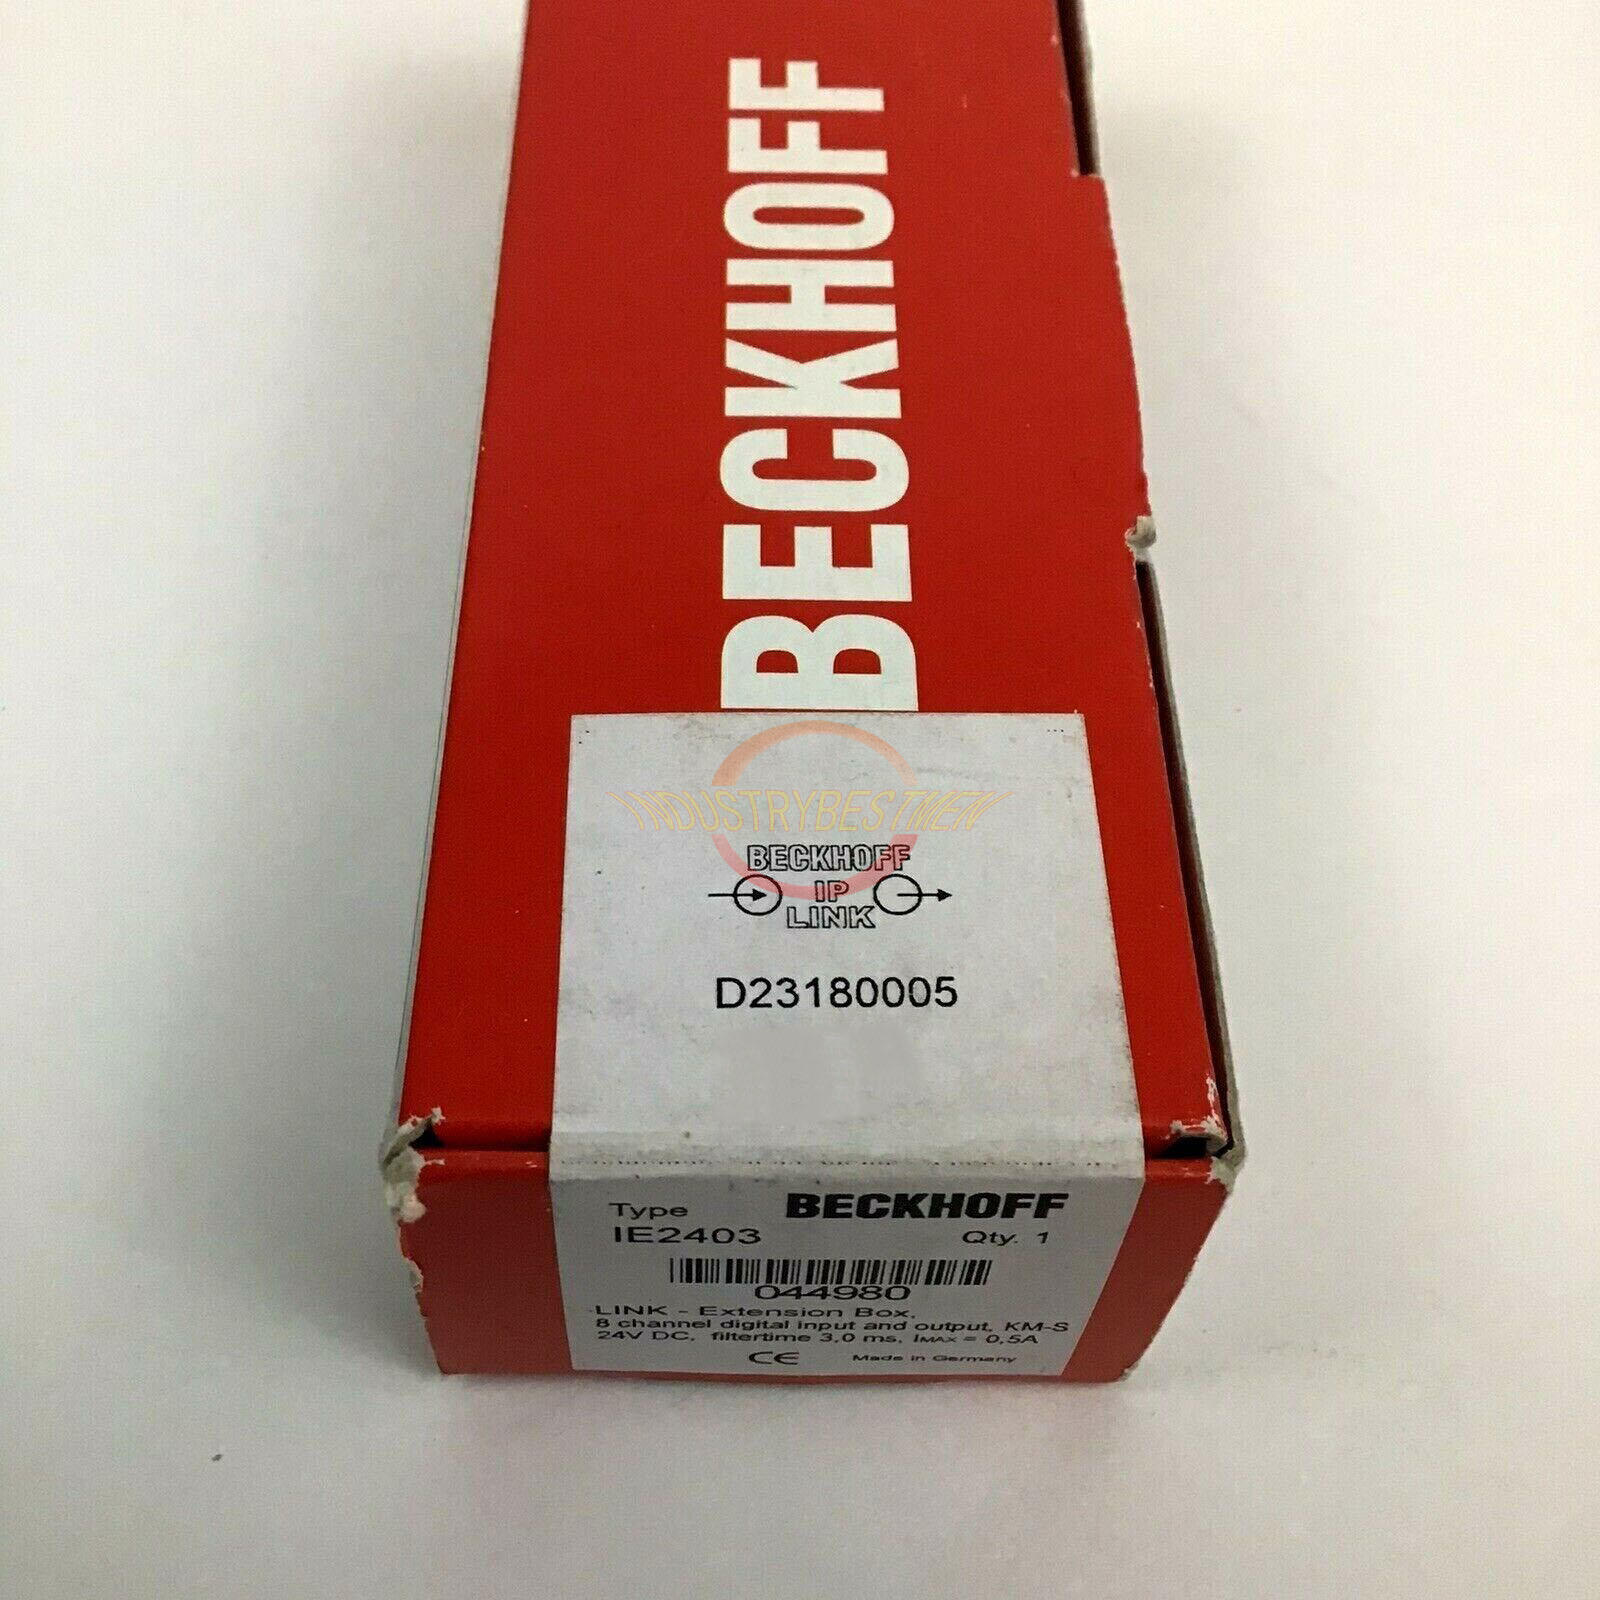 BECKHOFF
INDUSTRYBESTMEN
BECKHOFF
IP
LINK
D23180005
Type BECKHOFF
IE2403 Qty. 1
044980
LINK - Extension Box,
8 channel digital input and output, KM-S
24V DC, filtertime 3,0 ms, IMAX = 0,5A
CE Made in Germany